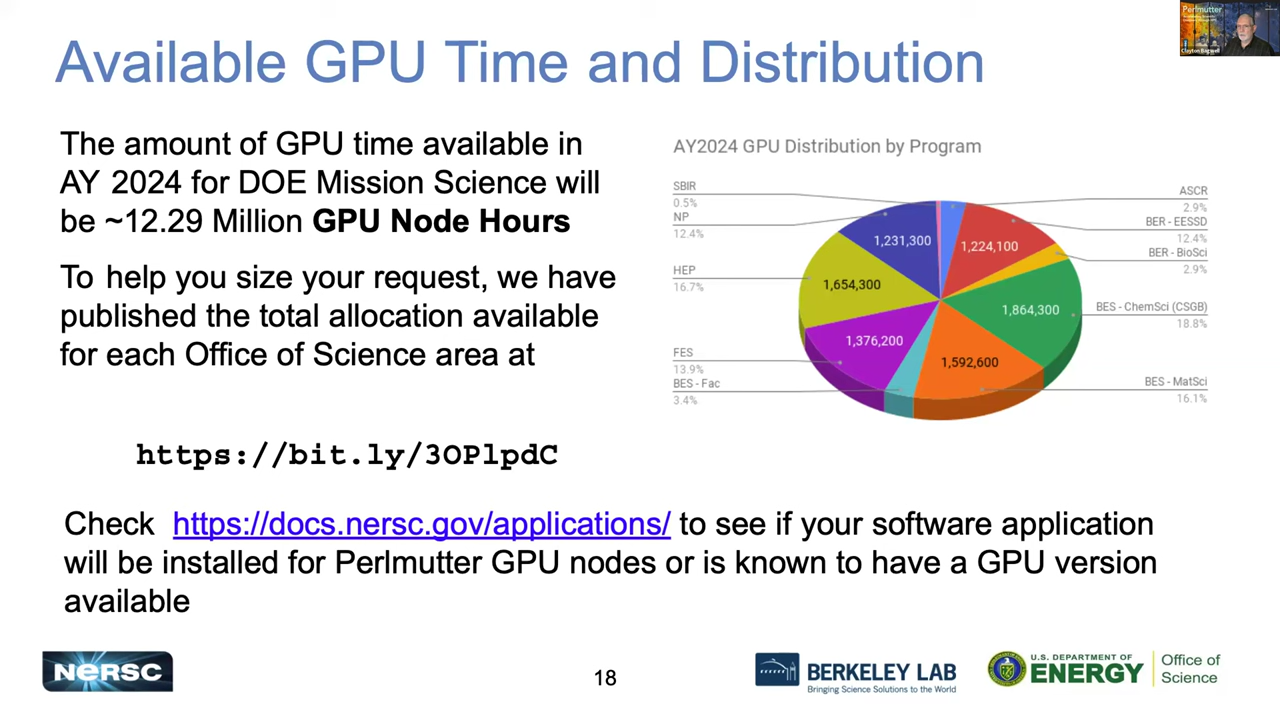 Available GPU Time and Distribution
Perlmutter
Clayton Bagwell
The amount of GPU time available in
AY 2024 for DOE Mission Science will
be ~12.29 Million GPU Node Hours
To help you size your request, we have
published the total allocation available
for each Office of Science area at
https://bit.ly/3OPlpdC
AY2024 GPU Distribution by Program
SBIR
0.5%
NP
12.4%
HEP
16.7%
FES
13.9%
BES - Fac
3.4%
ASCR
2.9%
BER - EESSD
12.4%
BER - BioSci
2.9%
BES - ChemSci (CSGB)
18.8%
BES - MatSci
16.1%
1,231,300
1,224,100
1,654,300
1,864,300
1,376,200
1,592,600
Check https://docs.nersc.gov/applications/ to see if your software application
will be installed for Perlmutter GPU nodes or is known to have a GPU version
available
NERSC
18
BERKELEY LAB
Bringing Science Solutions to the World
U.S. DEPARTMENT OF
ENERGY
Office of
Science